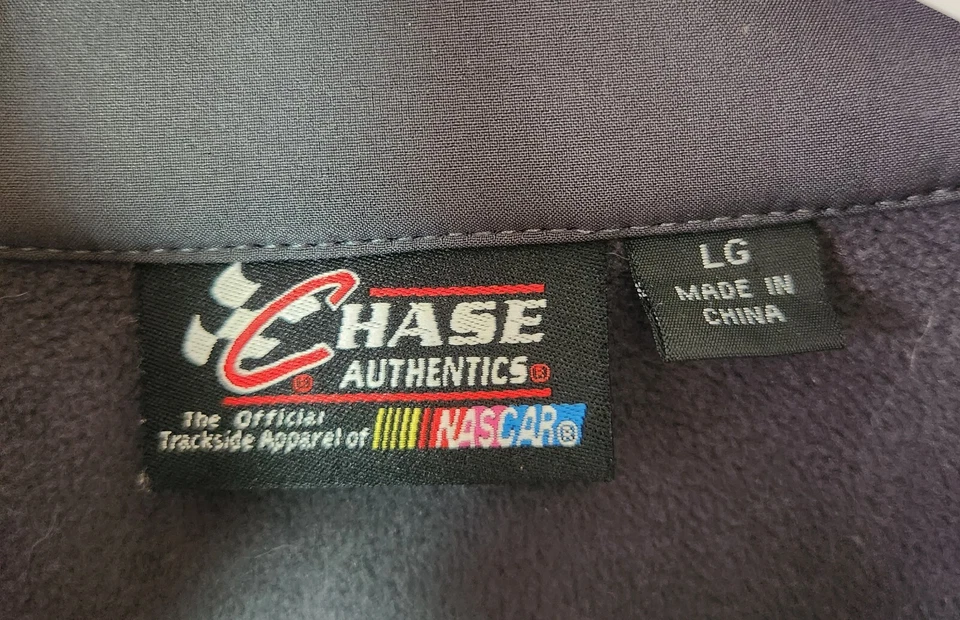 CHASE
AUTHENTICS®
®
The Official
Trackside Apparel of NASCAR®
LG
MADE IN
CHINA